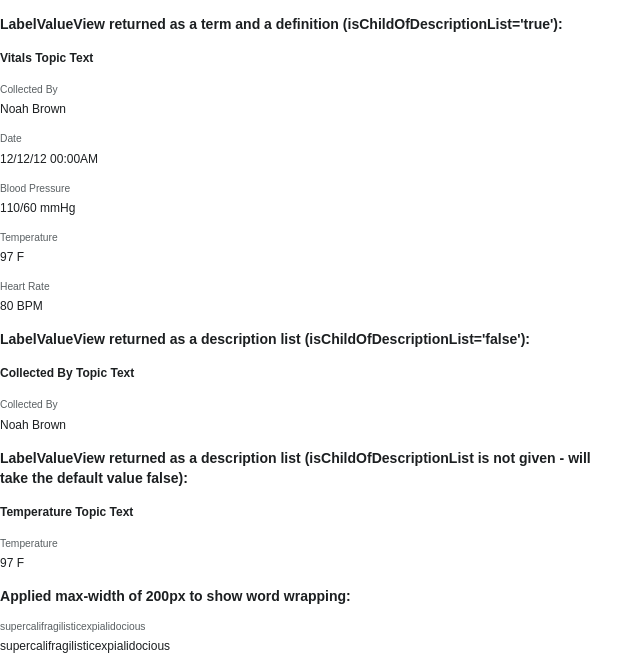 LabelValueView returned as a term and a definition (isChildOfDescriptionList='true'):
Vitals Topic Text
Collected By
Noah Brown
Date
12/12/12 00:00AM
Blood Pressure
110/60 mmHg
Temperature
97 F
Heart Rate
80 BPM
LabelValueView returned as a description list (isChildOfDescriptionList='false'):
Collected By Topic Text
Collected By
Noah Brown
LabelValueView returned as a description list (isChildOfDescriptionList is not given - will
take the default value false):
Temperature Topic Text
Temperature
97 F
Applied max-width of 200px to show word wrapping:
supercalifragilisticexpialidocious
supercalifragilisticexpialidocious